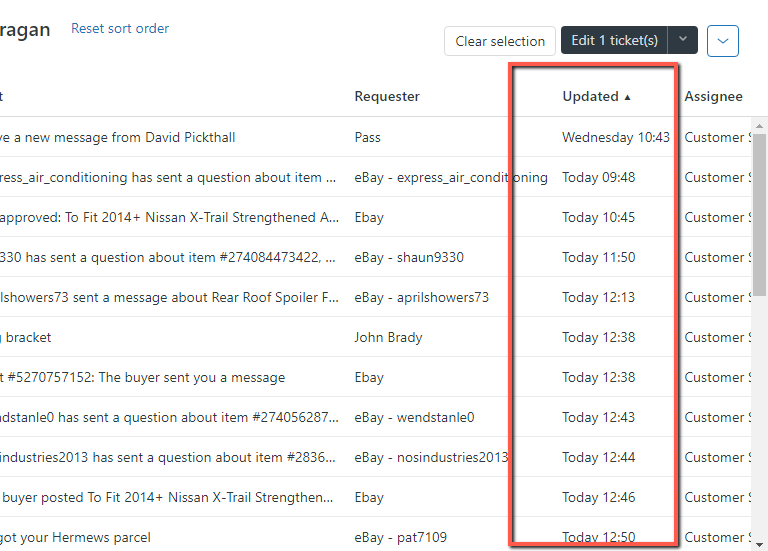 ragan Reset sort order
Clear selection Edit 1 ticket(s)
t Requester Updated ▲ Assignee
ve a new message from David Pickthall Pass Wednesday 10:43 Customer S
ress_air_conditioning has sent a question about item ... eBay - express_air_conditioning Today 09:48 Customer S
approved: To Fit 2014+ Nissan X-Trail Strengthened A... Ebay Today 10:45 Customer S
330 has sent a question about item #274084473422, ... eBay - shaun9330 Today 11:50 Customer S
ilshowers73 sent a message about Rear Roof Spoiler F... eBay - aprilshowers73 Today 12:13 Customer S
g bracket John Brady Today 12:38 Customer S
t #5270757152: The buyer sent you a message Ebay Today 12:38 Customer S
ndstanle0 has sent a question about item #274056287... eBay - wendstanle0 Today 12:43 Customer S
industries2013 has sent a question about item #2836... eBay - nosindustries2013 Today 12:44 Customer S
buyer posted To Fit 2014+ Nissan X-Trail Strengthen... Ebay Today 12:46 Customer S
got your Hermews parcel eBay - pat7109 Today 12:50 Customer S